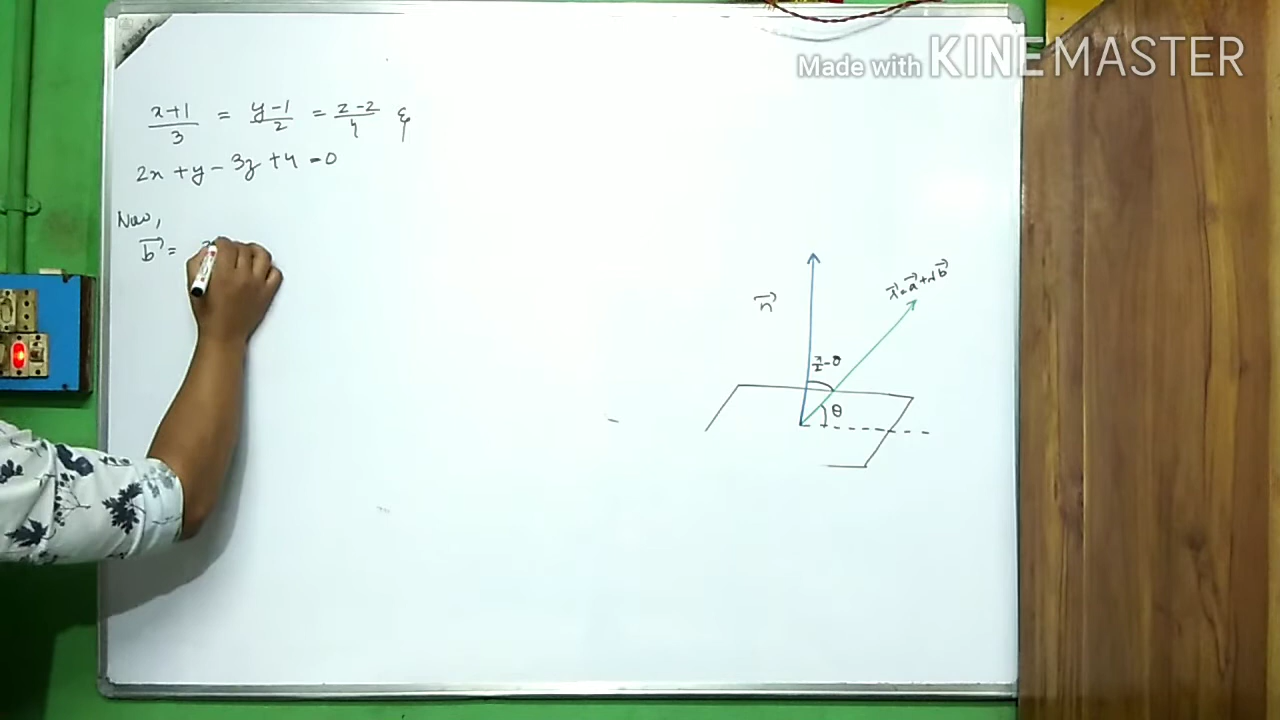 Made with KINEMASTER
x+1/3 = y-1/2 = z-2/4 &
2x + y - 3z + 4 = 0
Now,
b⃗ =
n⃗
r⃗ = a⃗ + λb⃗
π/2 - θ
θ